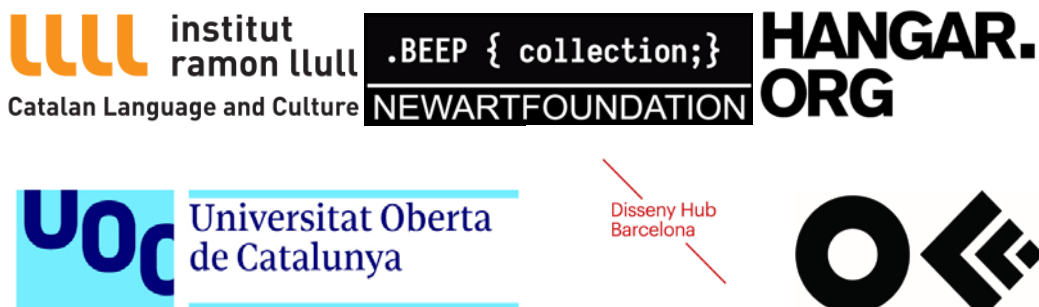 institut
ramon llull
Catalan Language and Culture
.BEEP { collection;}
NEWARTFOUNDATION
HANGAR.
ORG
UOC
Universitat Oberta
de Catalunya
Disseny Hub
Barcelona